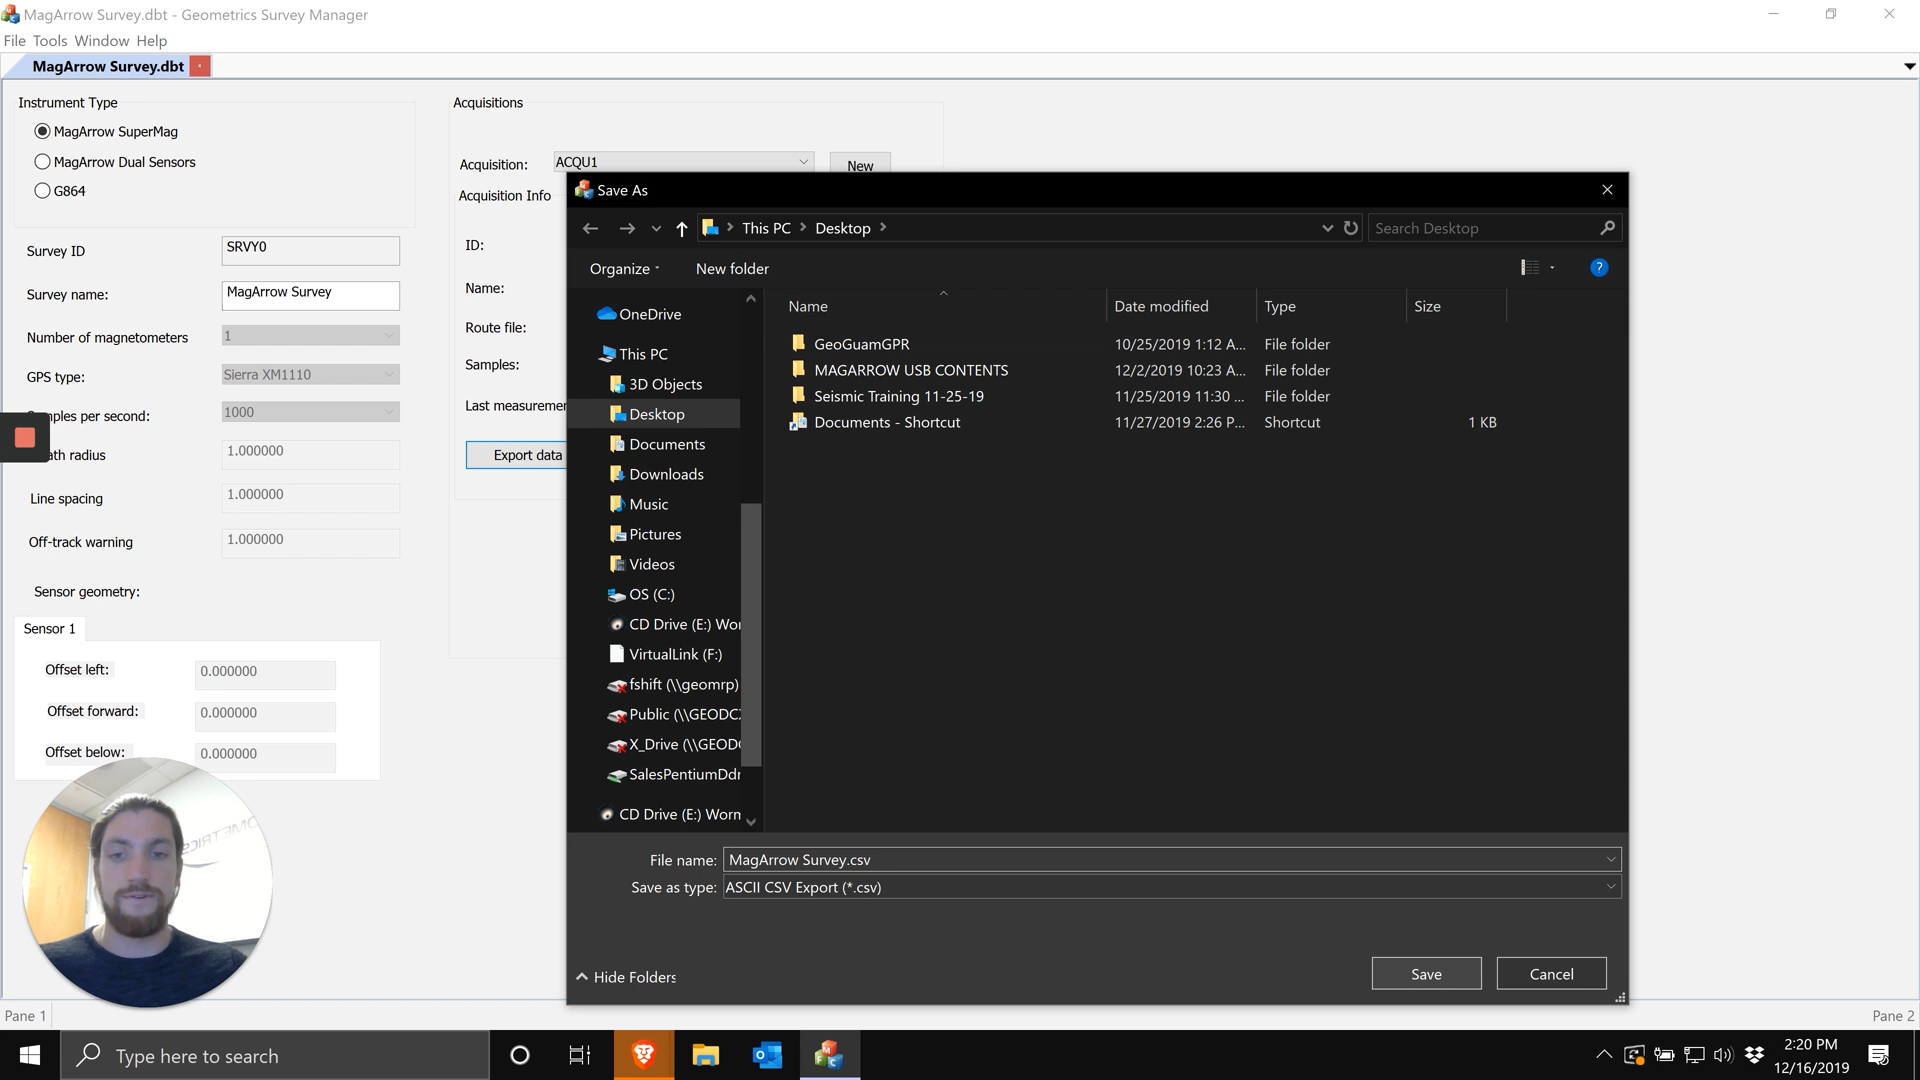 MagArrow Survey.dbt - Geometrics Survey Manager
File Tools Window Help
MagArrow Survey.dbt
Instrument Type
MagArrow SuperMag
MagArrow Dual Sensors
G864
Survey ID
SRVY0
Survey name:
MagArrow Survey
Number of magnetometers
1
GPS type:
Sierra XM1110
mples per second:
1000
ath radius
1.000000
Line spacing
1.000000
Off-track warning
1.000000
Sensor geometry:
Sensor 1
Offset left:
0.000000
Offset forward:
0.000000
Offset below:
0.000000
Acquisitions
Acquisition:
ACQU1
New
Acquisition Info
ID:
Name:
Route file:
Samples:
Last measuremen
Export data
Save As
This PC
Desktop
Search Desktop
Organize
New folder
?
OneDrive
This PC
3D Objects
Desktop
Documents
Downloads
Music
Pictures
Videos
OS (C:)
CD Drive (E:) Wor
VirtualLink (F:)
fshift (\\geomrp)
Public (\\GEODC
X_Drive (\\GEOD
SalesPentiumDdr
CD Drive (E:) Worn
Name Date modified Type Size
GeoGuamGPR 10/25/2019 1:12 A... File folder
MAGARROW USB CONTENTS 12/2/2019 10:23 A... File folder
Seismic Training 11-25-19 11/25/2019 11:30 ... File folder
Documents - Shortcut 11/27/2019 2:26 P... Shortcut 1 KB
File name: MagArrow Survey.csv
Save as type: ASCII CSV Export (*.csv)
Hide Folders
Save
Cancel
Pane 1
Pane 2
Type here to search
2:20 PM
12/16/2019